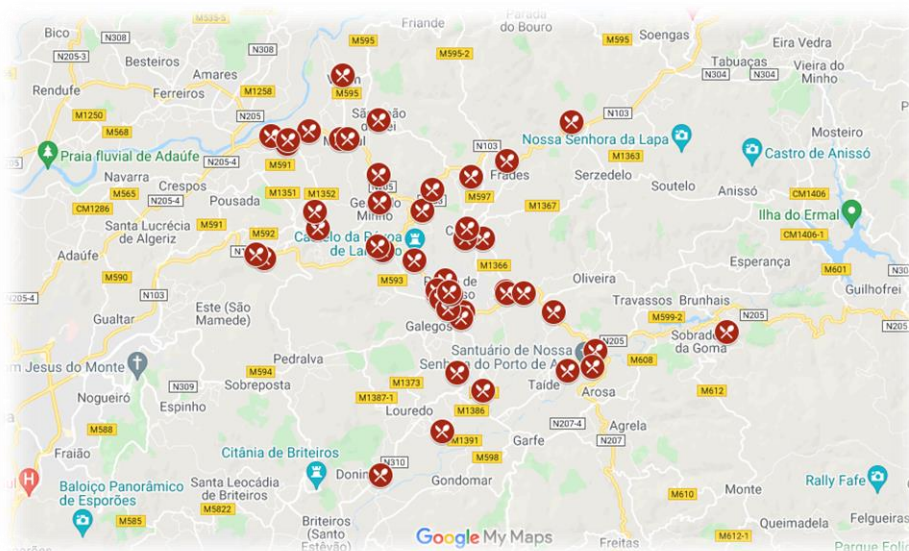 M535-5
Friande
Parada
do Bouro
Bico
N308
M595
M595-2
M595
Soengas
Eira Vedra
N205-3
Besteiros
N308
Tabuaças
Vieira do
Minho
Rendufe
Amares
N304
N304
Ferreiros
M1258
M595
M1250
N205
N103
Mosteiro
M568
Nossa Senhora da Lapa
Praia fluvial de Adaúfe
N205-4
M591
N103
M1363
Castro de Anissó
Navarra
Frades
Serzedelo
M565
Crespos
M1351
M1352
M597
Soutelo
Anissó
CM1406
CM1286
N205-4
Pousada
Minho
M1367
Ilha do Ermal
Santa Lucrécia
de Algeriz
M591
M592
CM1406-1
Adaúfe
M1366
Esperança
M590
M593
Oliveira
M601
N205-4
N103
Travassos
Brunhais
Guilhofrei
Gualtar
Este (São
Mamede)
M599-2
N205
Galegos
N205
N205
Pedralva
Santuário de Nossa
da Goma
Jesus do Monte
M594
M1373
M608
Nogueiró
N309
Sobreposta
M1387-1
Taíde
M612
Espinho
Louredo
M1386
Arosa
M588
N207-4
Agrela
Fraião
Citânia de Briteiros
M1391
Garfe
N207
N310
M598
H
Baloiço Panorâmico
de Esporões
Santa Leocádia
de Briteiros
Gondomar
Monte
Rally Fafe
M5822
M610
M585
Briteiros
(Santo
Estêvão)
Queimadela
Felgueiras
Google My Maps
Freitas
M612-1